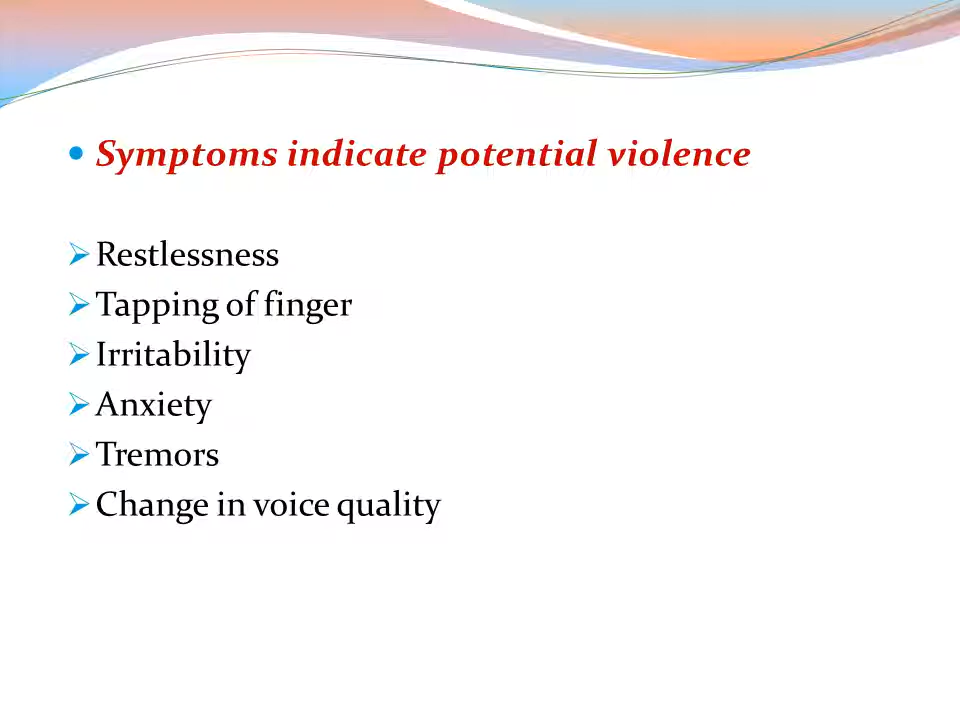 Symptoms indicate potential violence
Restlessness
Tapping of finger
Irritability
Anxiety
Tremors
Change in voice quality